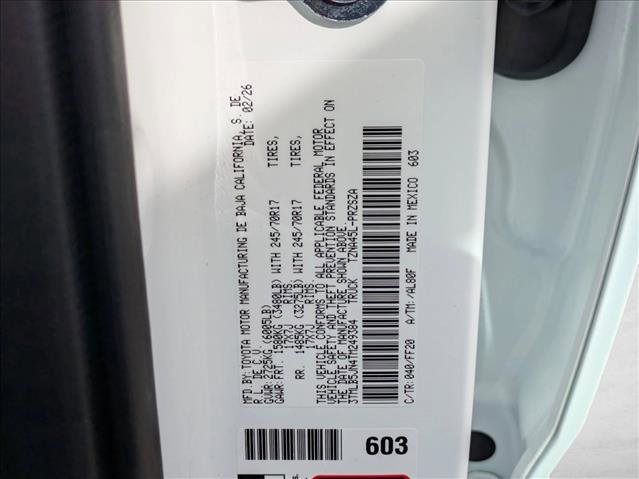 MFD. BY:TOYOTA MOTOR MANUFACTURING DE BAJA CALIFORNIA, S. DE
R.L. DE C.V. DATE: 02/26
GVWR:2725KG (6005LB)
GAWR:FRT. 1580KG (3480LB) WITH 245/70R17 TIRES,
17X7J RIMS,
RR. 1485KG (3275LB) WITH 245/70R17 TIRES,
17X7J RIMS
THIS VEHICLE CONFORMS TO ALL APPLICABLE FEDERAL MOTOR
VEHICLE SAFETY AND THEFT PREVENTION STANDARDS IN EFFECT ON
THE DATE OF MANUFACTURE SHOWN ABOVE.
3TMLB5JN4TM249384 TRUCK TZNA45L-PRZSZA
C/TR:040/FF20 A/TM:/AL80F MADE IN MEXICO 603
603